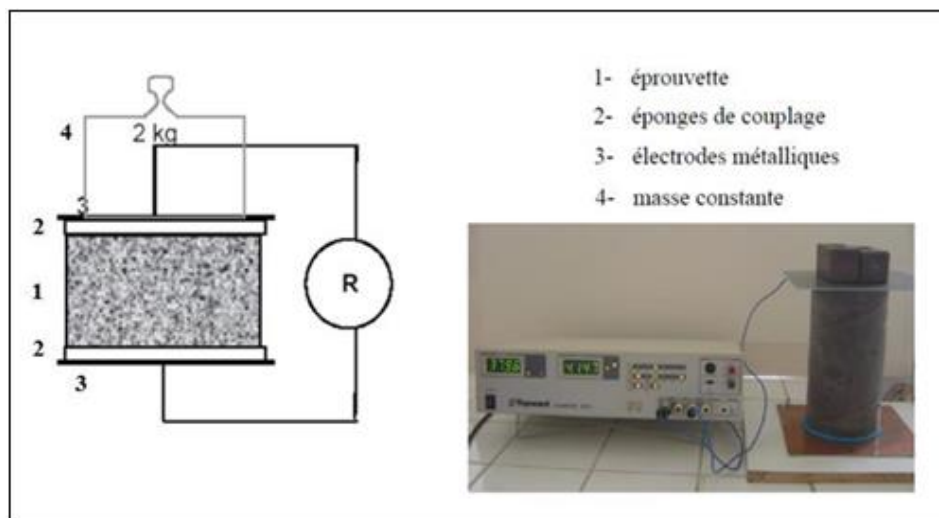 1- éprouvette
2- éponges de couplage
3- électrodes métalliques
4- masse constante
4
2 kg
3
2
1
R
2
3